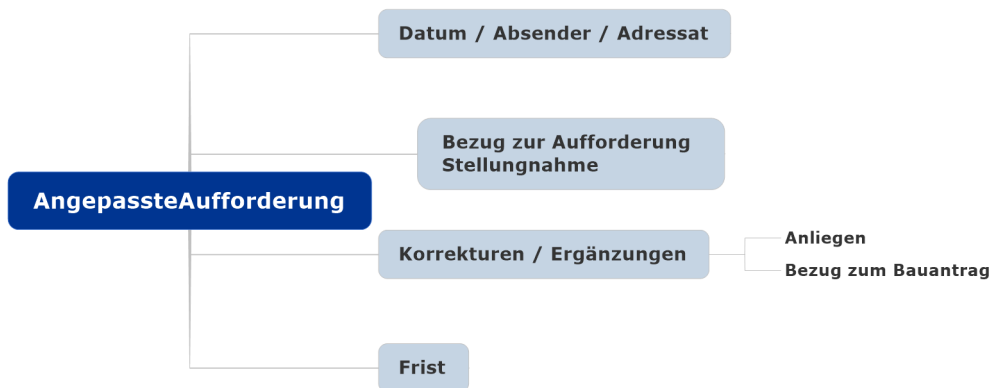 AngepassteAufforderung
Datum / Absender / Adressat
Bezug zur Aufforderung
Stellungnahme
Korrekturen / Ergänzungen
Anliegen
Bezug zum Bauantrag
Frist